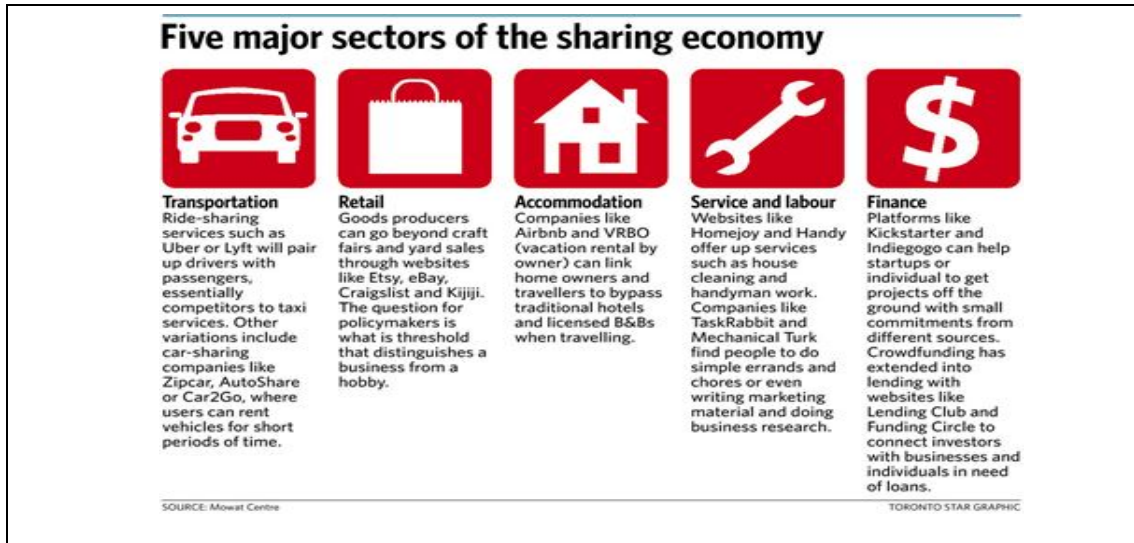 Five major sectors of the sharing economy
Transportation
Ride-sharing
services such as
Uber or Lyft will pair
up drivers with
passengers,
essentially
competitors to taxi
services. Other
variations include
car-sharing
companies like
Zipcar, AutoShare
or Car2Go, where
users can rent
vehicles for short
periods of time.
Retail
Goods producers
can go beyond craft
fairs and yard sales
through websites
like Etsy, eBay,
Craigslist and Kijiji.
The question for
policymakers is
what is threshold
that distinguishes a
business from a
hobby.
Accommodation
Companies like
Airbnb and VRBO
(vacation rental by
owner) can link
home owners and
travellers to bypass
traditional hotels
and licensed B&Bs
when travelling.
Service and labour
Websites like
Homejoy and Handy
offer up services
such as house
cleaning and
handyman work.
Companies like
TaskRabbit and
Mechanical Turk
find people to do
simple errands and
chores or even
writing marketing
material and doing
business research.
$
Finance
Platforms like
Kickstarter and
Indiegogo can help
startups or
individual to get
projects off the
ground with small
commitments from
different sources.
Crowdfunding has
extended into
lending with
websites like
Lending Club and
Funding Circle to
connect investors
with businesses and
individuals in need
of loans.
SOURCE: Mowat Centre
TORONTO STAR GRAPHIC